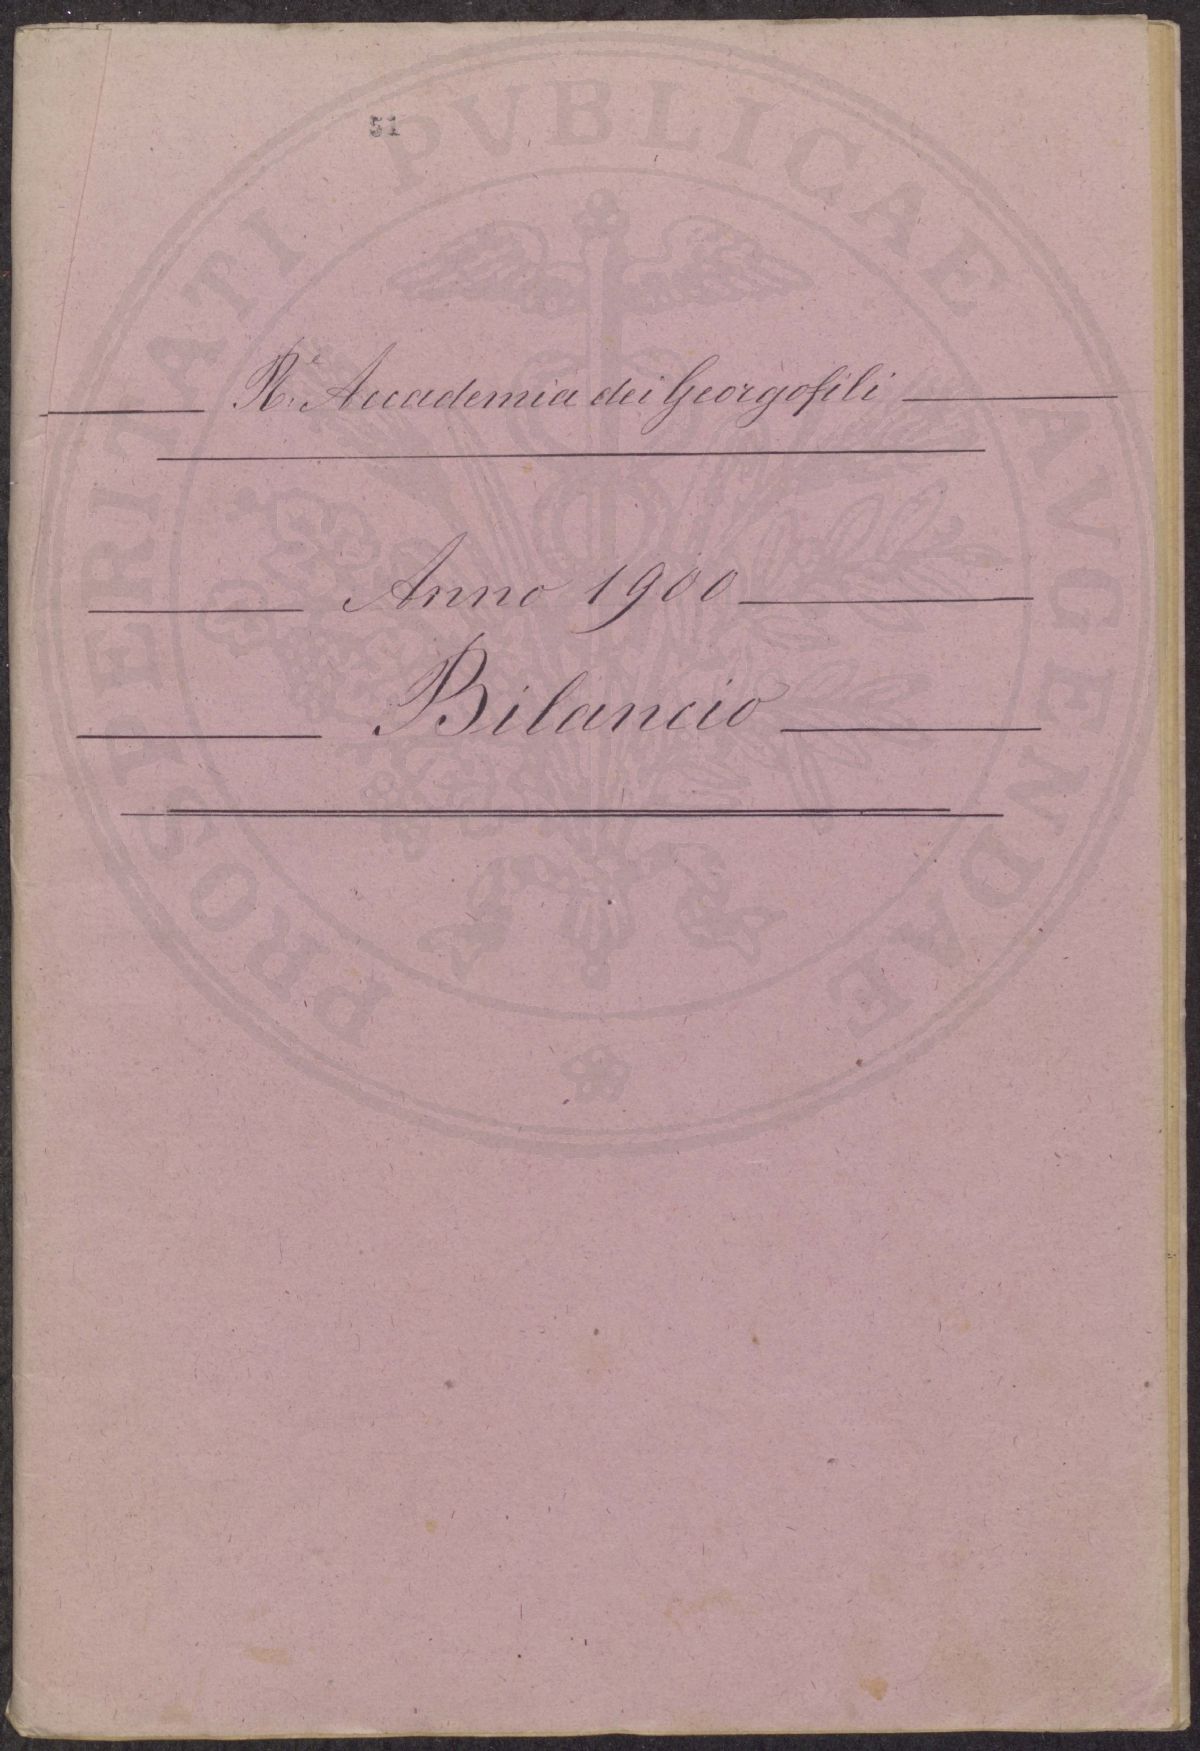 51
PROSPERITATI PVBLICAE AVGENDAE
R.e Accademia dei Georgofili
Anno 1900
Bilancio